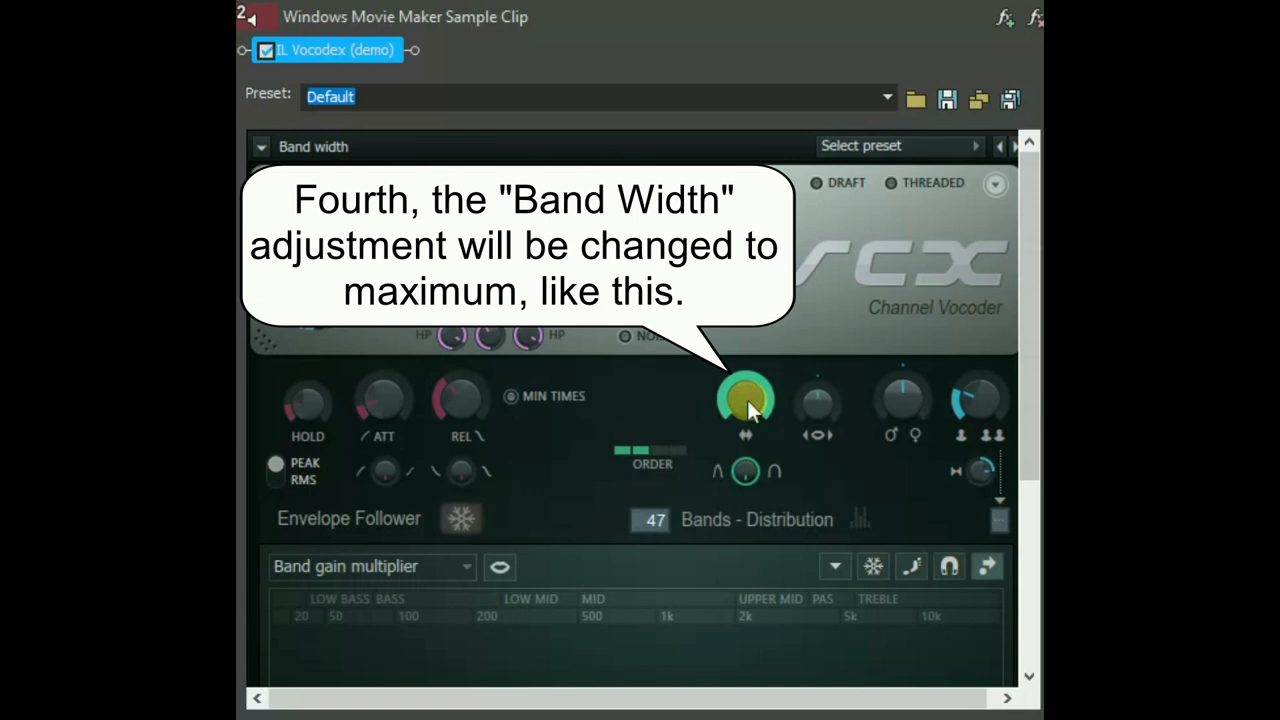 2
Windows Movie Maker Sample Clip
IL Vocodex (demo)
Preset: Default
Band width
Select preset
Fourth, the "Band Width"
adjustment will be changed to
maximum, like this.
DRAFT THREADED
Channel Vocoder
HP HP
MIN TIMES
HOLD ATT REL
ORDER
PEAK
RMS
Envelope Follower
47 Bands - Distribution
Band gain multiplier
LOW BASS BASS LOW MID MID UPPER MID PAS TREBLE
20 50 100 200 500 1k 2k 5k 10k